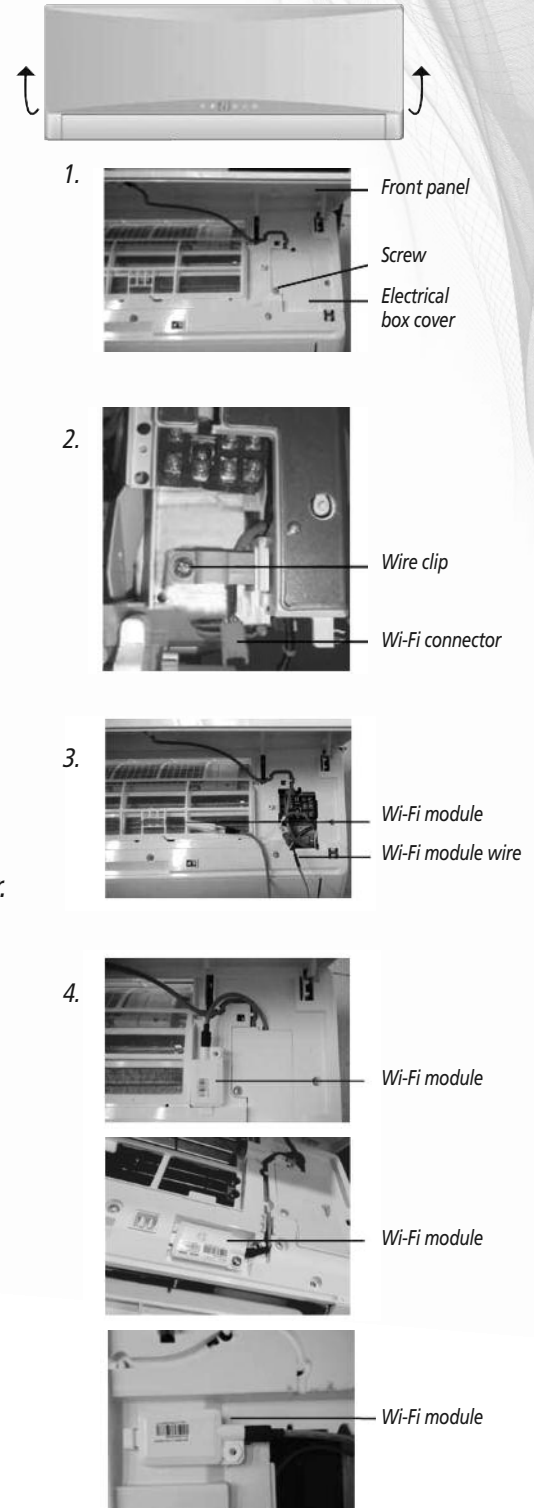 1.
Front panel
Screw
Electrical
box cover
2.
Wire clip
Wi-Fi connector
3.
Wi-Fi module
Wi-Fi module wire
r.
4.
Wi-Fi module
Wi-Fi module
Wi-Fi module